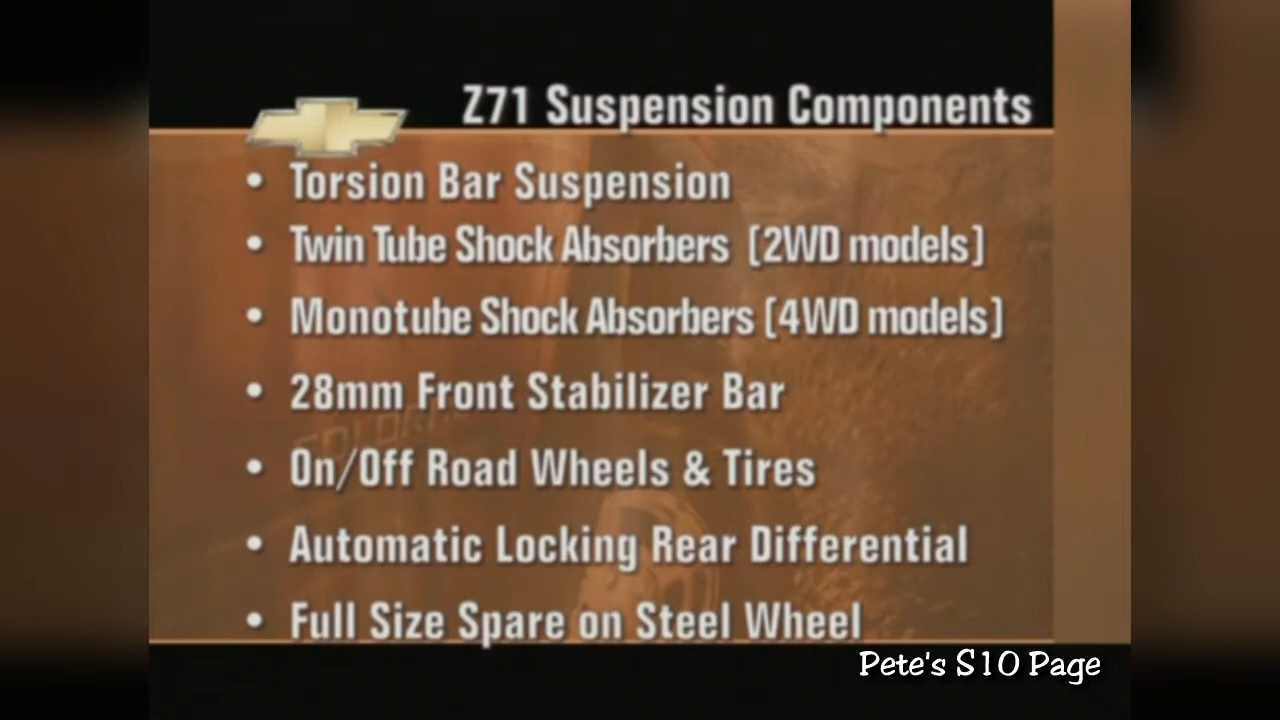 Z71 Suspension Components
• Torsion Bar Suspension
• Twin Tube Shock Absorbers (2WD models)
• Monotube Shock Absorbers (4WD models)
• 28mm Front Stabilizer Bar
• On/Off Road Wheels & Tires
• Automatic Locking Rear Differential
• Full Size Spare on Steel Wheel
Pete's S10 Page